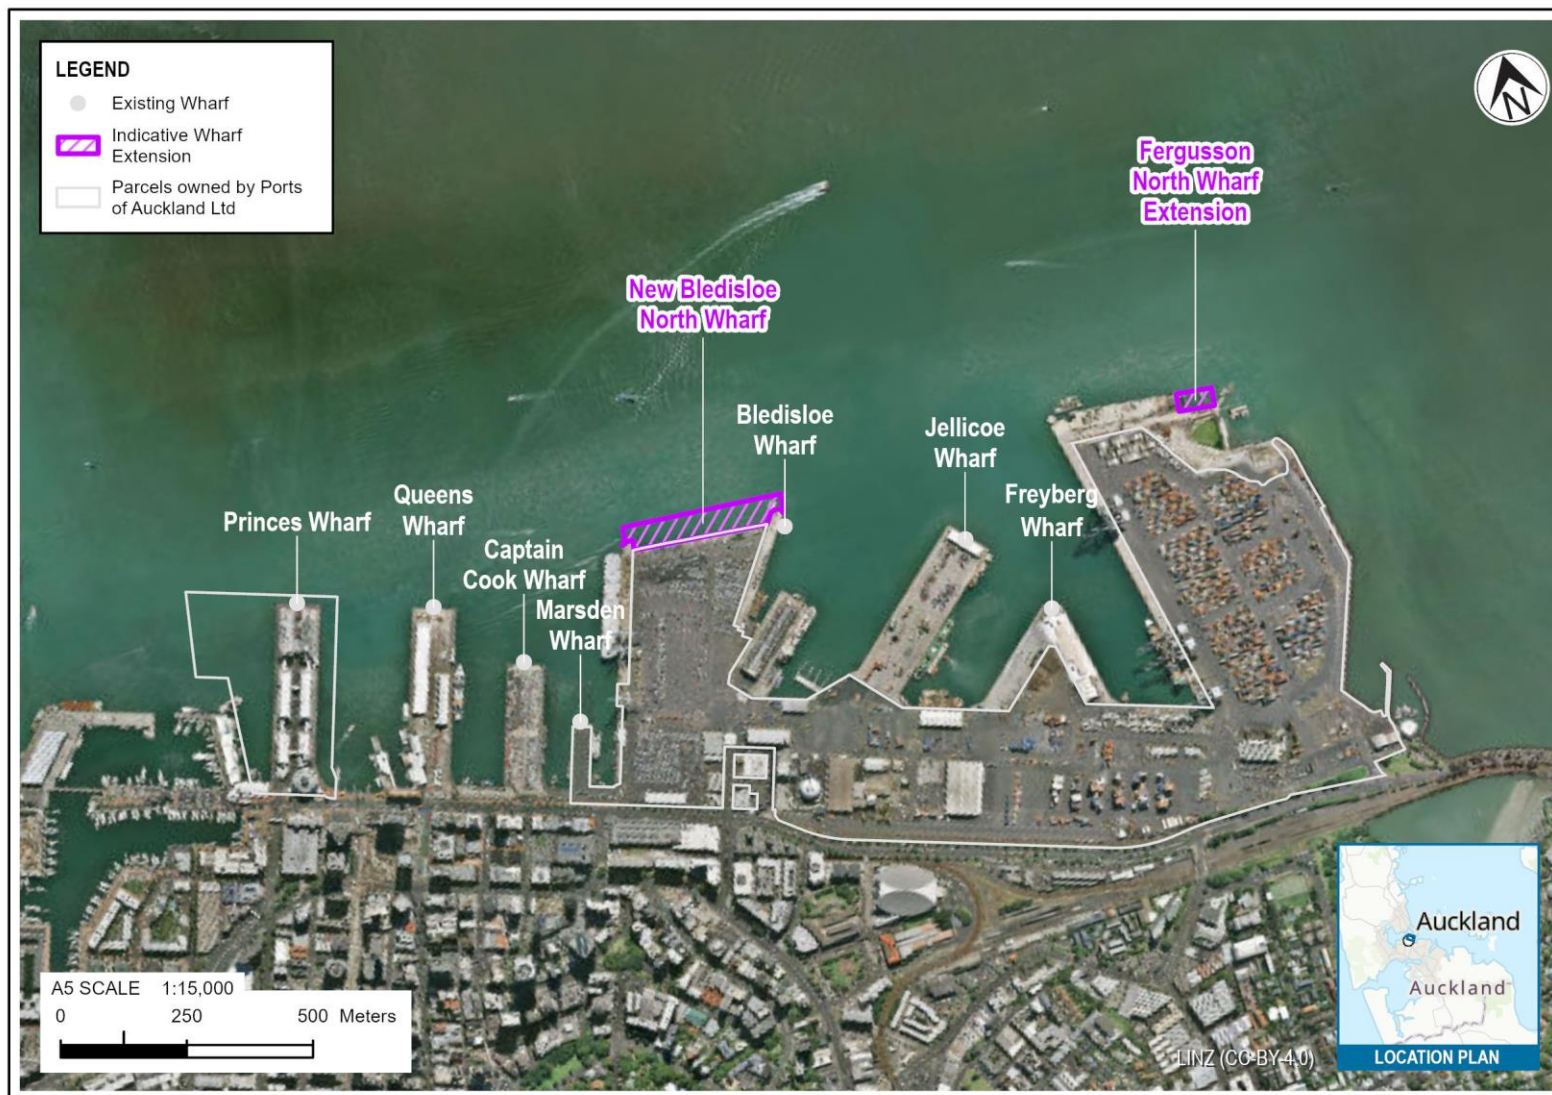 LEGEND
Existing Wharf
Indicative Wharf
Extension
Parcels owned by Ports
of Auckland Ltd
N
Fergusson
North Wharf
Extension
New Bledisloe
North Wharf
Bledisloe
Wharf
Jellicoe
Wharf
Freyberg
Wharf
Queens
Wharf
Princes Wharf
Captain
Cook Wharf
Marsden
Wharf
A5 SCALE 1:15,000
0 250 500 Meters
LINZ (CC-BY-4.0)
Auckland
Auckland
LOCATION PLAN